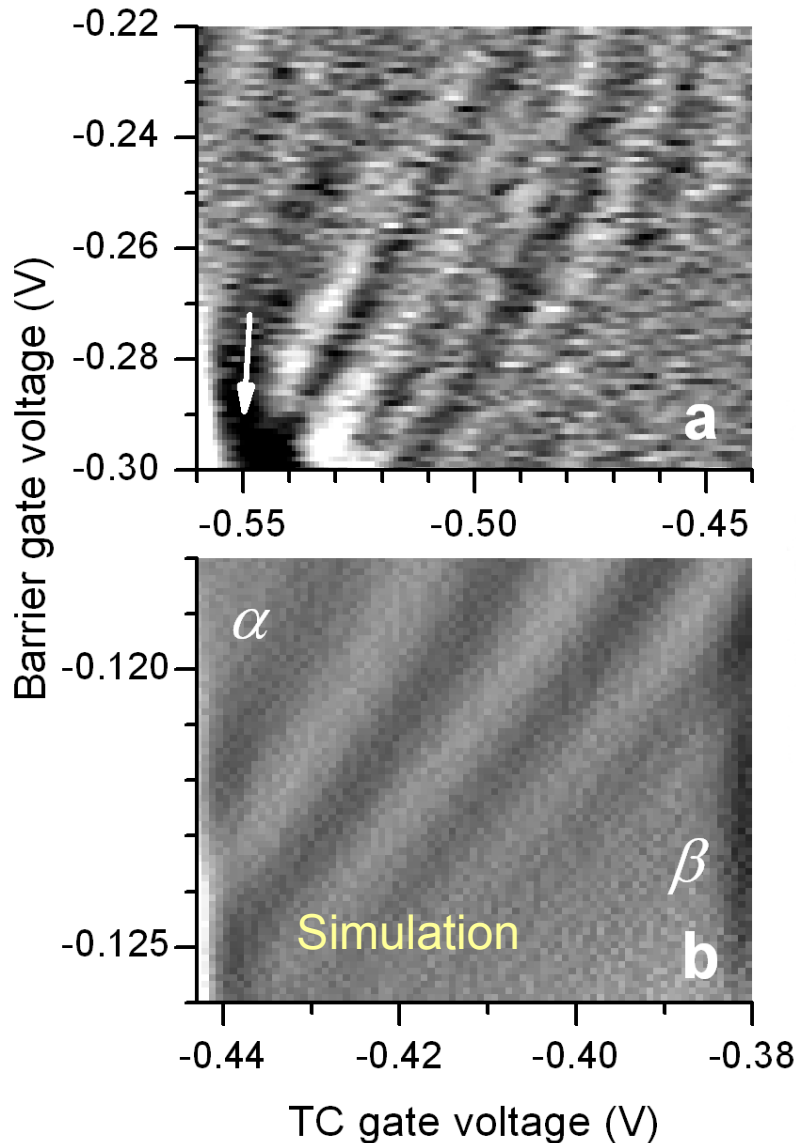 Barrier gate voltage (V)
-0.22
-0.24
-0.26
-0.28
-0.30
a
-0.55 -0.50 -0.45
α
-0.120
β
Simulation
-0.125
b
-0.44 -0.42 -0.40 -0.38
TC gate voltage (V)